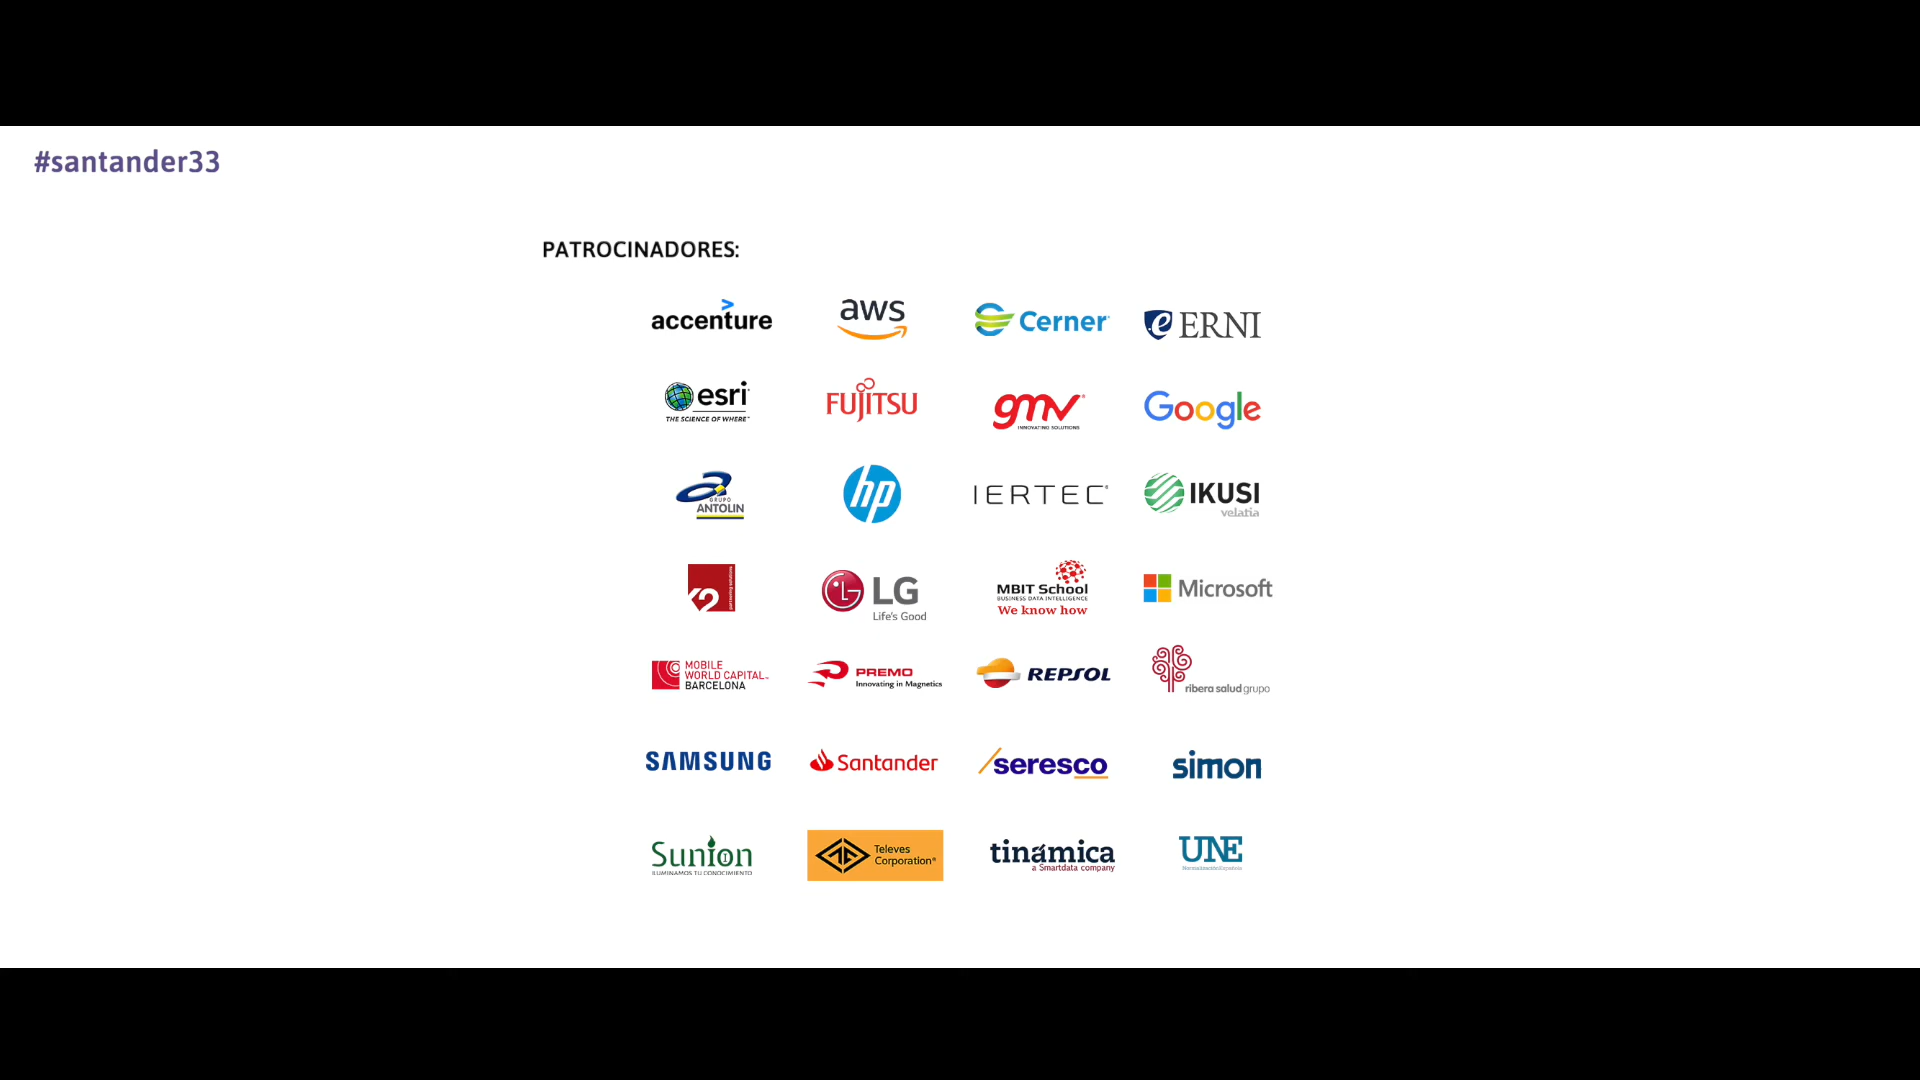 #santander33
PATROCINADORES:
accenture
aws
Cerner
ERNI
esri
THE SCIENCE OF WHERE
FUJITSU
gmv
INNOVATING SOLUTIONS
Google
GRUPO
ANTOLIN
hp
IERTEC
IKUSI
velatia
k2
LG
Life's Good
MBIT School
BUSINESS DATA INTELLIGENCE
We know how
Microsoft
MOBILE
WORLD CAPITAL
BARCELONA
PREMO
Innovating in Magnetics
REPSOL
ribera salud grupo
SAMSUNG
Santander
seresco
simon
Sunion
ILUMINAMOS TU CONOCIMIENTO
Televes
Corporation®
tinámica
a Smartdata company
UNE